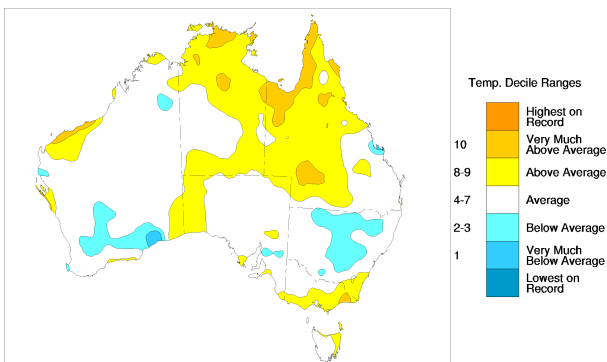 Temp. Decile Ranges
Highest on
Record
10
Very Much
Above Average
8-9
Above Average
4-7
Average
2-3
Below Average
1
Very Much
Below Average
Lowest on
Record